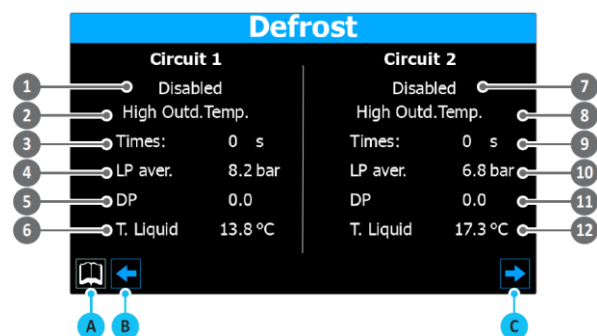 Defrost
Circuit 1 Circuit 2
1 Disabled Disabled 7
2 High Outd.Temp. High Outd.Temp. 8
3 Times: 0 s Times: 0 s 9
4 LP aver. 8.2 bar LP aver. 6.8 bar 10
5 DP 0.0 DP 0.0 11
6 T. Liquid 13.8 °C T. Liquid 17.3 °C 12
A B C